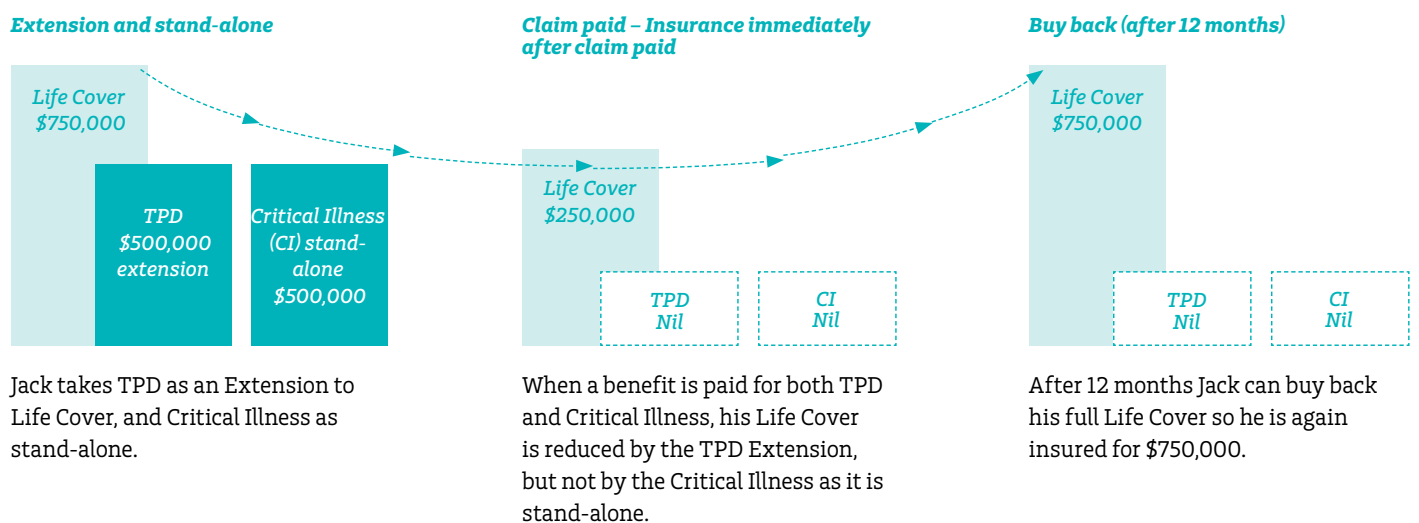 Extension and stand-alone
Life Cover
$750,000
TPD
$500,000
extension
Critical Illness
(CI) stand-
alone
$500,000
Jack takes TPD as an Extension to
Life Cover, and Critical Illness as
stand-alone.
Claim paid – Insurance immediately
after claim paid
Life Cover
$250,000
TPD
Nil
CI
Nil
When a benefit is paid for both TPD
and Critical Illness, his Life Cover
is reduced by the TPD Extension,
but not by the Critical Illness as it is
stand-alone.
Buy back (after 12 months)
Life Cover
$750,000
TPD
Nil
CI
Nil
After 12 months Jack can buy back
his full Life Cover so he is again
insured for $750,000.